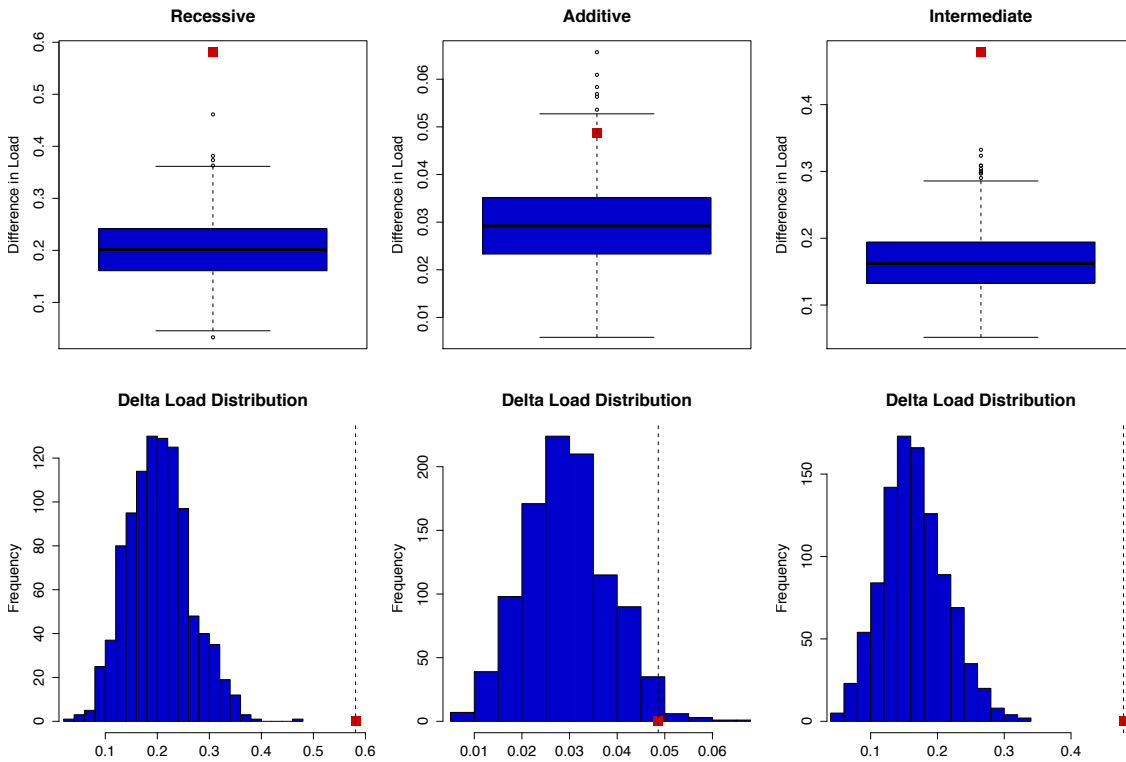 Recessive
Additive
Intermediate
Difference in Load
0.1 0.2 0.3 0.4 0.5 0.6
Difference in Load
0.01 0.02 0.03 0.04 0.05 0.06
Difference in Load
0.1 0.2 0.3 0.4
Delta Load Distribution
Delta Load Distribution
Delta Load Distribution
Frequency
0 20 40 60 80 100 120
0.1 0.2 0.3 0.4 0.5 0.6
Frequency
0 50 100 150 200
0.01 0.02 0.03 0.04 0.05 0.06
Frequency
0 50 100 150
0.1 0.2 0.3 0.4